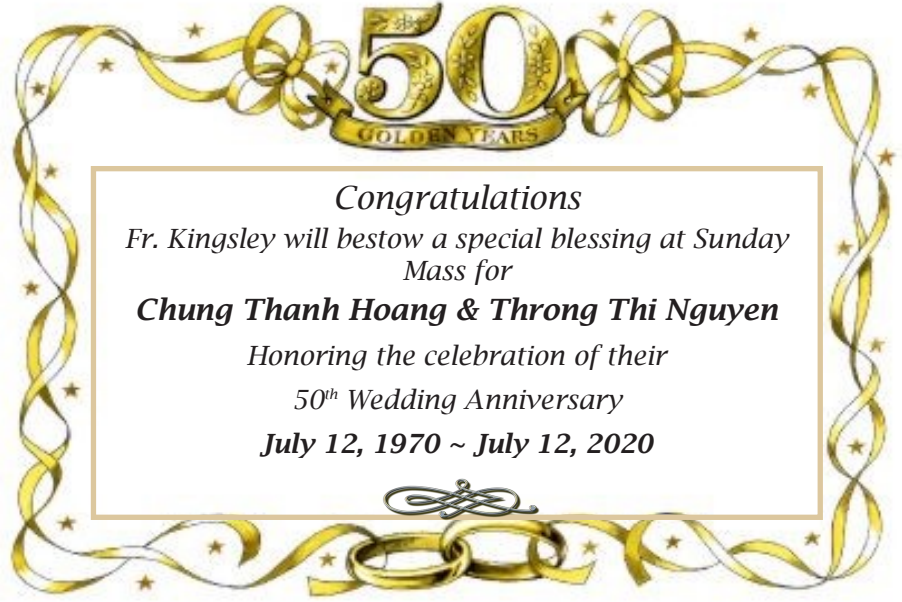 50
GOLDEN YEARS
Congratulations
Fr. Kingsley will bestow a special blessing at Sunday
Mass for
Chung Thanh Hoang & Throng Thi Nguyen
Honoring the celebration of their
50th Wedding Anniversary
July 12, 1970 ~ July 12, 2020